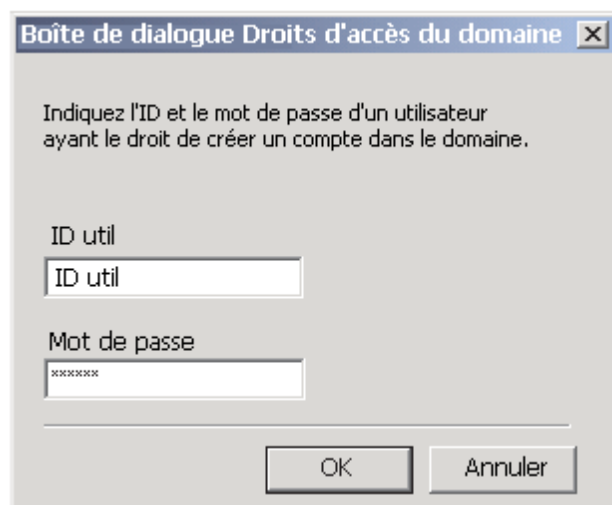 Boîte de dialogue Droits d'accès du domaine
Indiquez l'ID et le mot de passe d'un utilisateur
ayant le droit de créer un compte dans le domaine.
ID util
ID util
Mot de passe
xxxxxx
OK
Annuler